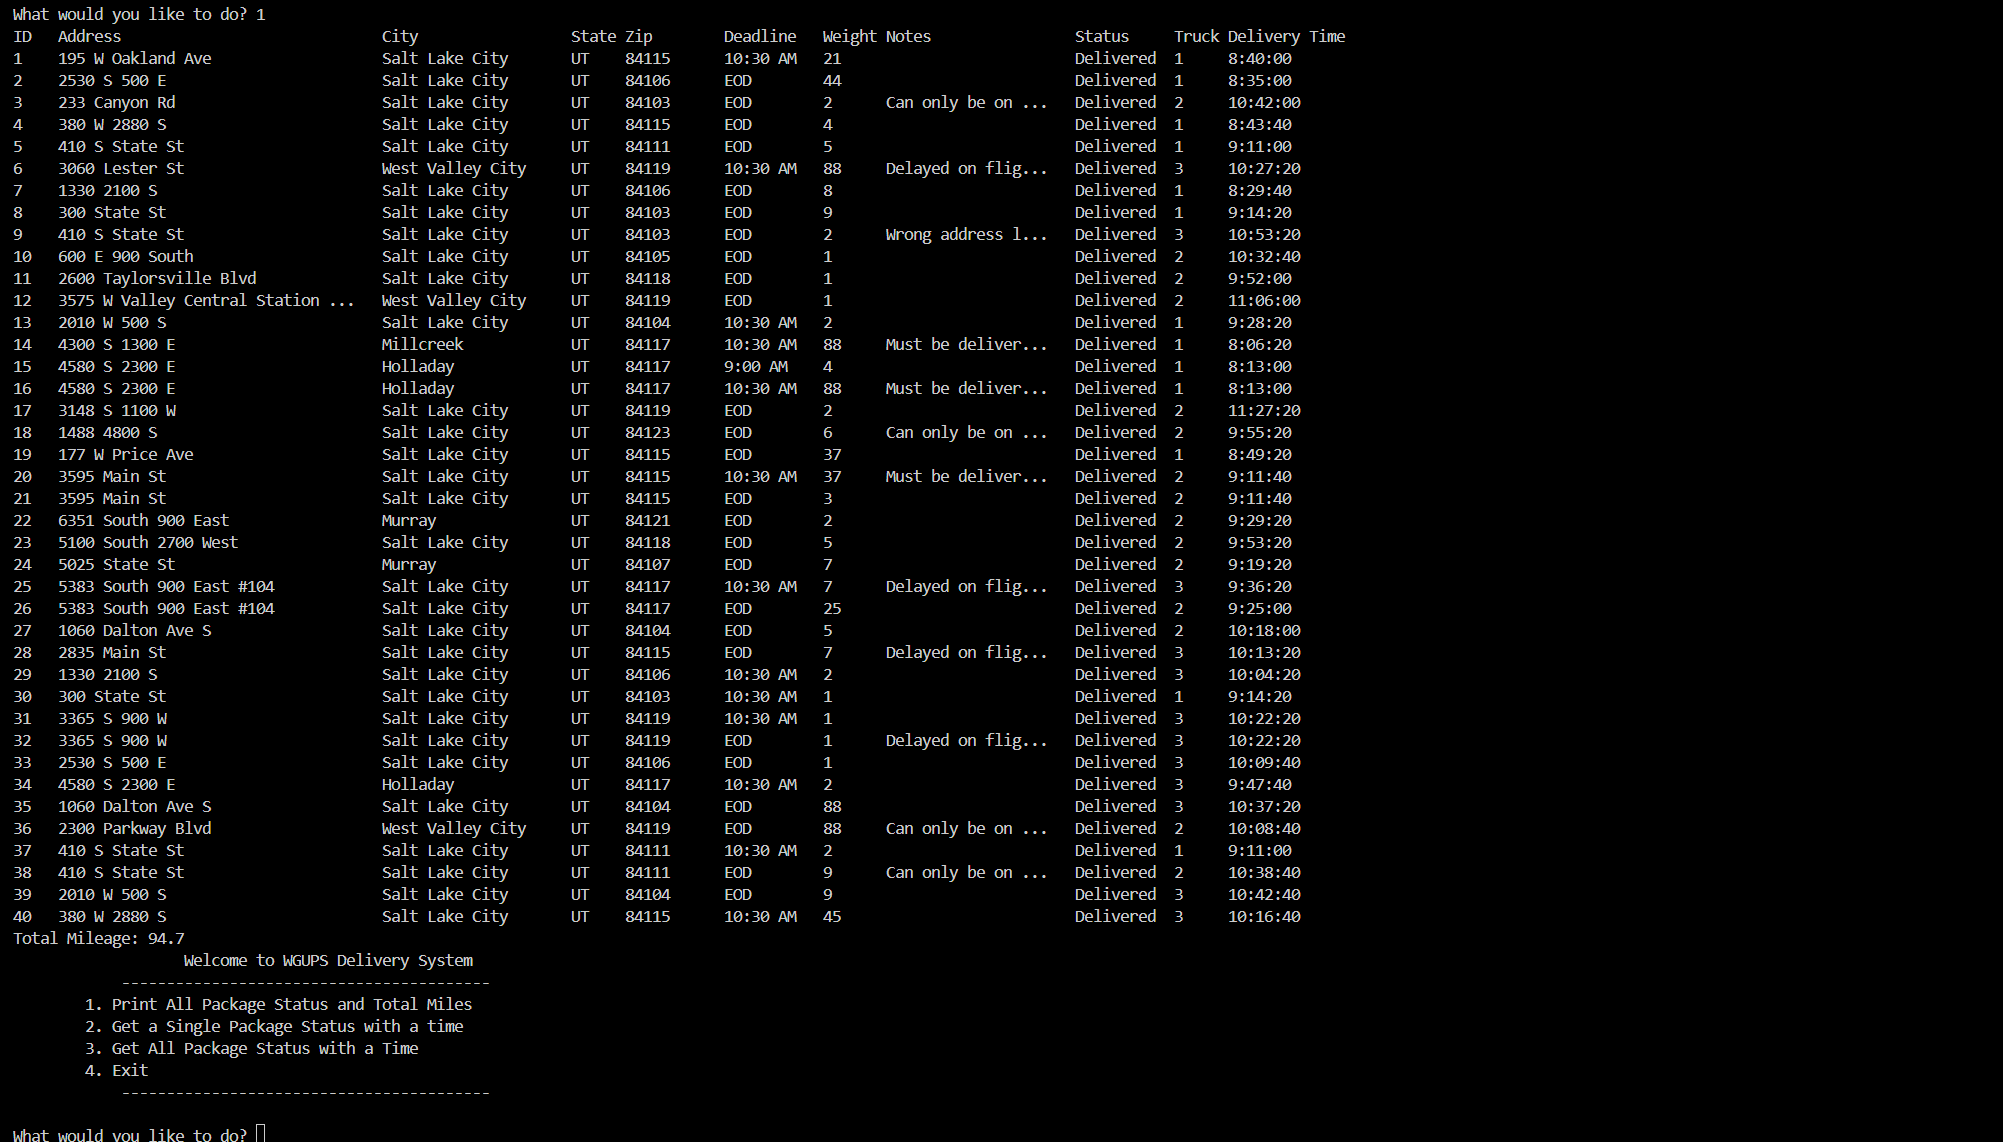 What would you like to do? 1
ID Address City State Zip Deadline Weight Notes Status Truck Delivery Time
1 195 W Oakland Ave Salt Lake City UT 84115 10:30 AM 21 Delivered 1 8:40:00
2 2530 S 500 E Salt Lake City UT 84106 EOD 44 Delivered 1 8:35:00
3 233 Canyon Rd Salt Lake City UT 84103 EOD 2 Can only be on ... Delivered 2 10:42:00
4 380 W 2880 S Salt Lake City UT 84115 EOD 4 Delivered 1 8:43:40
5 410 S State St Salt Lake City UT 84111 EOD 5 Delivered 1 9:11:00
6 3060 Lester St West Valley City UT 84119 10:30 AM 88 Delayed on flig... Delivered 3 10:27:20
7 1330 2100 S Salt Lake City UT 84106 EOD 8 Delivered 1 8:29:40
8 300 State St Salt Lake City UT 84103 EOD 9 Delivered 1 9:14:20
9 410 S State St Salt Lake City UT 84103 EOD 2 Wrong address l... Delivered 3 10:53:20
10 600 E 900 South Salt Lake City UT 84105 EOD 1 Delivered 2 10:32:40
11 2600 Taylorsville Blvd Salt Lake City UT 84118 EOD 1 Delivered 2 9:52:00
12 3575 W Valley Central Station ... West Valley City UT 84119 EOD 1 Delivered 2 11:06:00
13 2010 W 500 S Salt Lake City UT 84104 10:30 AM 2 Delivered 1 9:28:20
14 4300 S 1300 E Millcreek UT 84117 10:30 AM 88 Must be deliver... Delivered 1 8:06:20
15 4580 S 2300 E Holladay UT 84117 9:00 AM 4 Delivered 1 8:13:00
16 4580 S 2300 E Holladay UT 84117 10:30 AM 88 Must be deliver... Delivered 1 8:13:00
17 3148 S 1100 W Salt Lake City UT 84119 EOD 2 Delivered 2 11:27:20
18 1488 4800 S Salt Lake City UT 84123 EOD 6 Can only be on ... Delivered 2 9:55:20
19 177 W Price Ave Salt Lake City UT 84115 EOD 37 Delivered 1 8:49:20
20 3595 Main St Salt Lake City UT 84115 10:30 AM 37 Must be deliver... Delivered 2 9:11:40
21 3595 Main St Salt Lake City UT 84115 EOD 3 Delivered 2 9:11:40
22 6351 South 900 East Murray UT 84121 EOD 2 Delivered 2 9:29:20
23 5100 South 2700 West Salt Lake City UT 84118 EOD 5 Delivered 2 9:53:20
24 5025 State St Murray UT 84107 EOD 7 Delivered 2 9:19:20
25 5383 South 900 East #104 Salt Lake City UT 84117 10:30 AM 7 Delayed on flig... Delivered 3 9:36:20
26 5383 South 900 East #104 Salt Lake City UT 84117 EOD 25 Delivered 2 9:25:00
27 1060 Dalton Ave S Salt Lake City UT 84104 EOD 5 Delivered 2 10:18:00
28 2835 Main St Salt Lake City UT 84115 EOD 7 Delayed on flig... Delivered 3 10:13:20
29 1330 2100 S Salt Lake City UT 84106 10:30 AM 2 Delivered 3 10:04:20
30 300 State St Salt Lake City UT 84103 10:30 AM 1 Delivered 1 9:14:20
31 3365 S 900 W Salt Lake City UT 84119 10:30 AM 1 Delivered 3 10:22:20
32 3365 S 900 W Salt Lake City UT 84119 EOD 1 Delayed on flig... Delivered 3 10:22:20
33 2530 S 500 E Salt Lake City UT 84106 EOD 1 Delivered 3 10:09:40
34 4580 S 2300 E Holladay UT 84117 10:30 AM 2 Delivered 3 9:47:40
35 1060 Dalton Ave S Salt Lake City UT 84104 EOD 88 Delivered 3 10:37:20
36 2300 Parkway Blvd West Valley City UT 84119 EOD 88 Can only be on ... Delivered 2 10:08:40
37 410 S State St Salt Lake City UT 84111 10:30 AM 2 Delivered 1 9:11:00
38 410 S State St Salt Lake City UT 84111 EOD 9 Can only be on ... Delivered 2 10:38:40
39 2010 W 500 S Salt Lake City UT 84104 EOD 9 Delivered 3 10:42:40
40 380 W 2880 S Salt Lake City UT 84115 10:30 AM 45 Delivered 3 10:16:40
Total Mileage: 94.7
Welcome to WGUPS Delivery System
-----------------------------------------
1. Print All Package Status and Total Miles
2. Get a Single Package Status with a time
3. Get All Package Status with a Time
4. Exit
-----------------------------------------
What would you like to do?